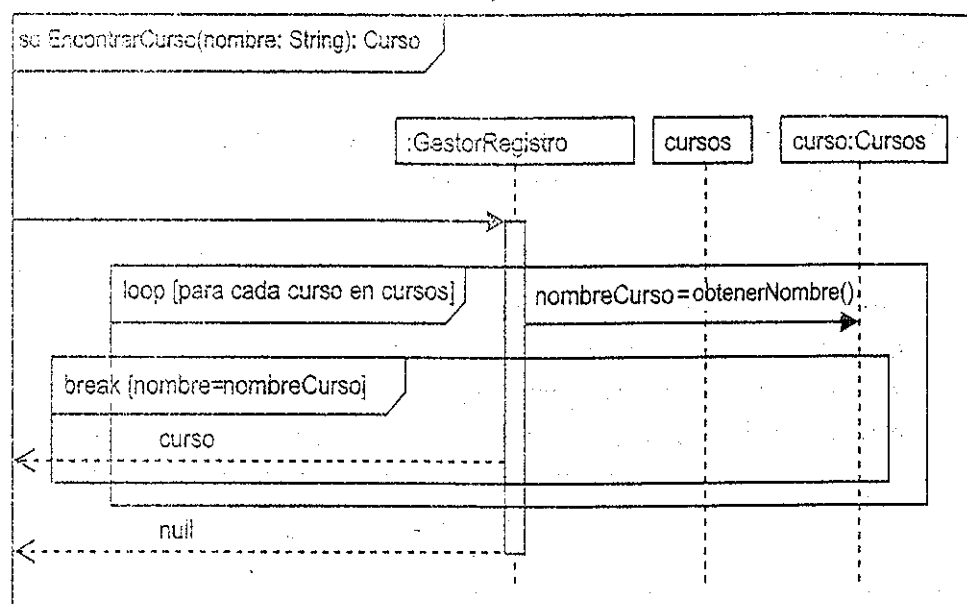 sd EncontrarCurso(nombre: String): Curso
:GestorRegistro
cursos
curso:Cursos
loop [para cada curso en cursos]
nombreCurso=obtenerNombre()
break [nombre=nombreCurso]
curso
null